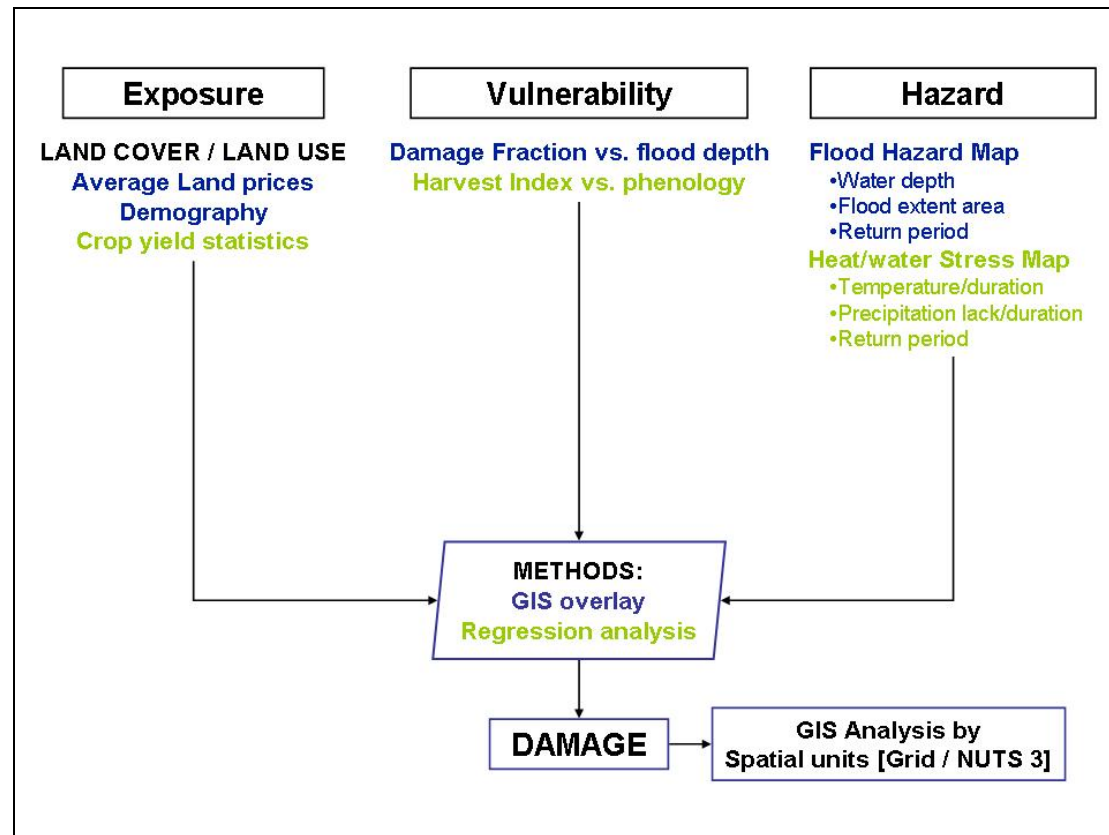 Exposure
LAND COVER / LAND USE
Average Land prices
Demography
Crop yield statistics
Vulnerability
Damage Fraction vs. flood depth
Harvest Index vs. phenology
Hazard
Flood Hazard Map
•Water depth
•Flood extent area
•Return period
Heat/water Stress Map
•Temperature/duration
•Precipitation lack/duration
•Return period
METHODS:
GIS overlay
Regression analysis
DAMAGE
GIS Analysis by
Spatial units [Grid / NUTS 3]